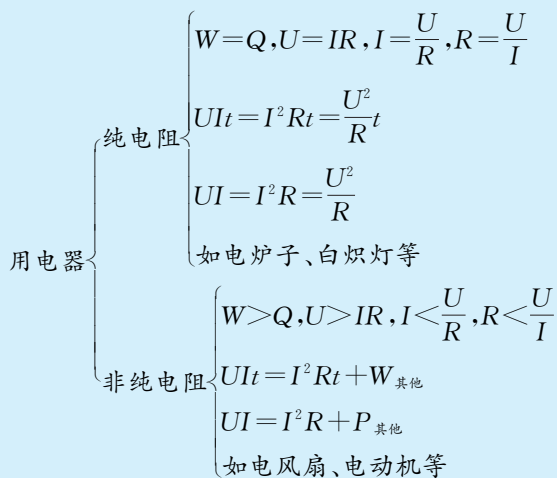 用电器
纯电阻
W=Q,U=IR,I=U/R,R=U/I
UIt=I²Rt=U²/R t
UI=I²R=U²/R
如电炉子、白炽灯等
非纯电阻
W>Q,U>IR,I<U/R,R<U/I
UIt=I²Rt+W其他
UI=I²R+P其他
如电风扇、电动机等